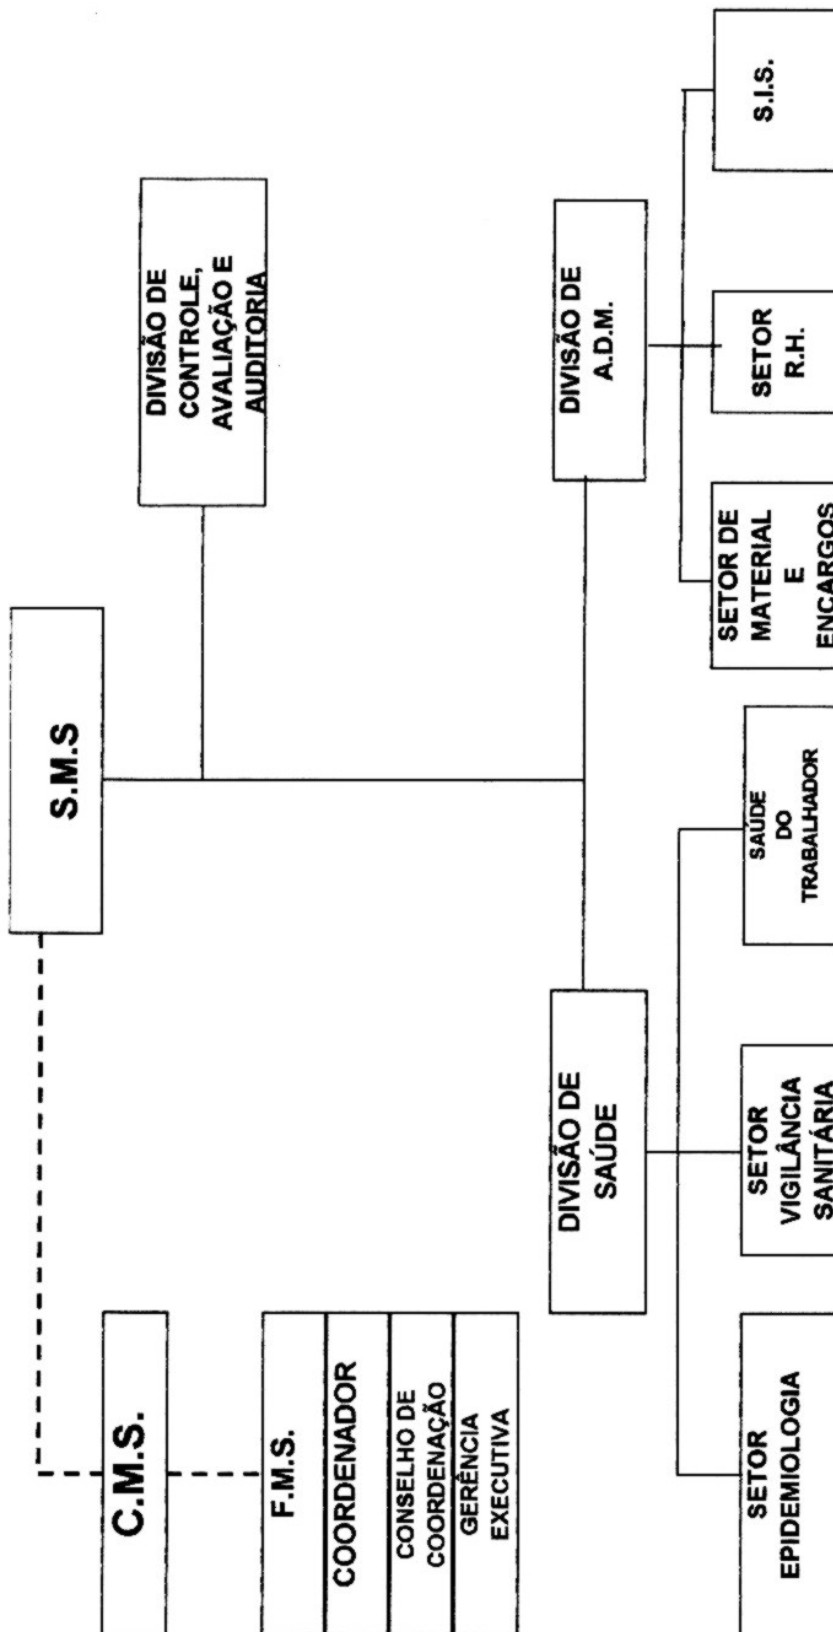 S.M.S
C.M.S.
DIVISÃO DE
CONTROLE,
AVALIAÇÃO E
AUDITORIA
F.M.S.
COORDENADOR
CONSELHO DE
COORDENAÇÃO
GERÊNCIA
EXECUTIVA
DIVISÃO DE
SAÚDE
DIVISÃO DE
A.D.M.
SETOR
EPIDEMIOLOGIA
SETOR
VIGILÂNCIA
SANITÁRIA
SAÚDE
DO
TRABALHADOR
SETOR DE
MATERIAL
E
ENCARGOS
SETOR
R.H.
S.I.S.